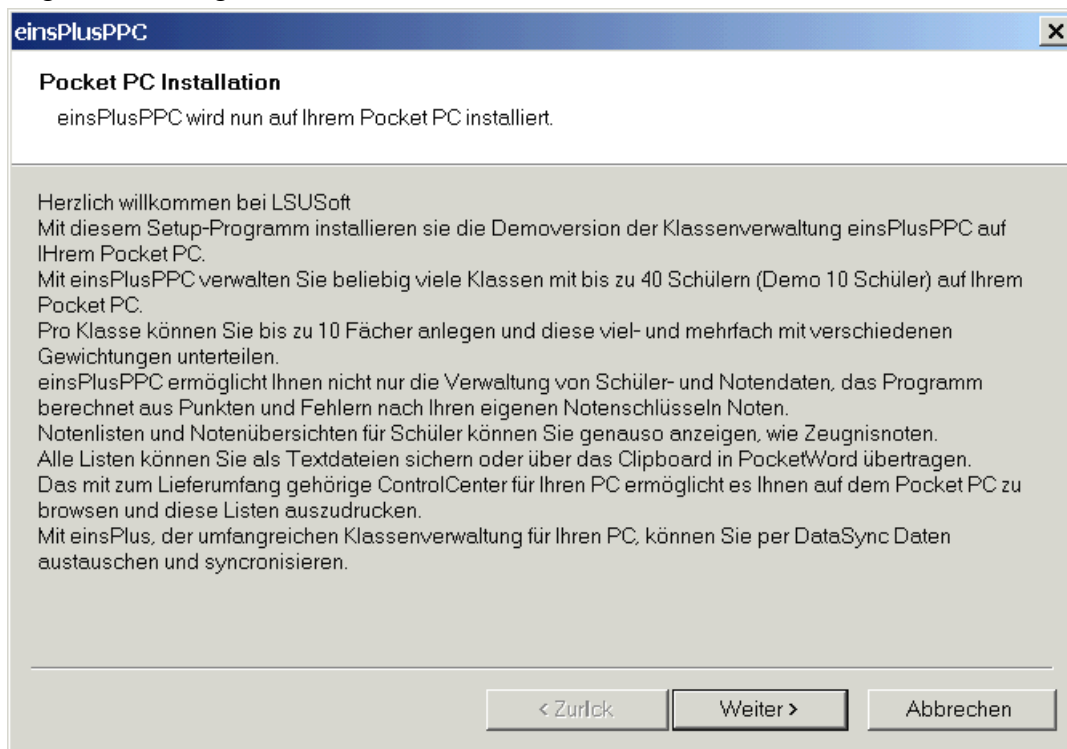 einsPlusPPC
Pocket PC Installation
einsPlusPPC wird nun auf Ihrem Pocket PC installiert.
Herzlich willkommen bei LSUSoft
Mit diesem Setup-Programm installieren sie die Demoversion der Klassenverwaltung einsPlusPPC auf
IHrem Pocket PC.
Mit einsPlusPPC verwalten Sie beliebig viele Klassen mit bis zu 40 Schülern (Demo 10 Schüler) auf Ihrem
Pocket PC.
Pro Klasse können Sie bis zu 10 Fächer anlegen und diese viel- und mehrfach mit verschiedenen
Gewichtungen unterteilen.
einsPlusPPC ermöglicht Ihnen nicht nur die Verwaltung von Schüler- und Notendaten, das Programm
berechnet aus Punkten und Fehlern nach Ihren eigenen Notenschlüsseln Noten.
Notenlisten und Notenübersichten für Schüler können Sie genauso anzeigen, wie Zeugnisnoten.
Alle Listen können Sie als Textdateien sichern oder über das Clipboard in PocketWord übertragen.
Das mit zum Lieferumfang gehörige ControlCenter für Ihren PC ermöglicht es Ihnen auf dem Pocket PC zu
browsen und diese Listen auszudrucken.
Mit einsPlus, der umfangreichen Klassenverwaltung für Ihren PC, können Sie per DataSync Daten
austauschen und syncronisieren.
< Zurlck Weiter > Abbrechen